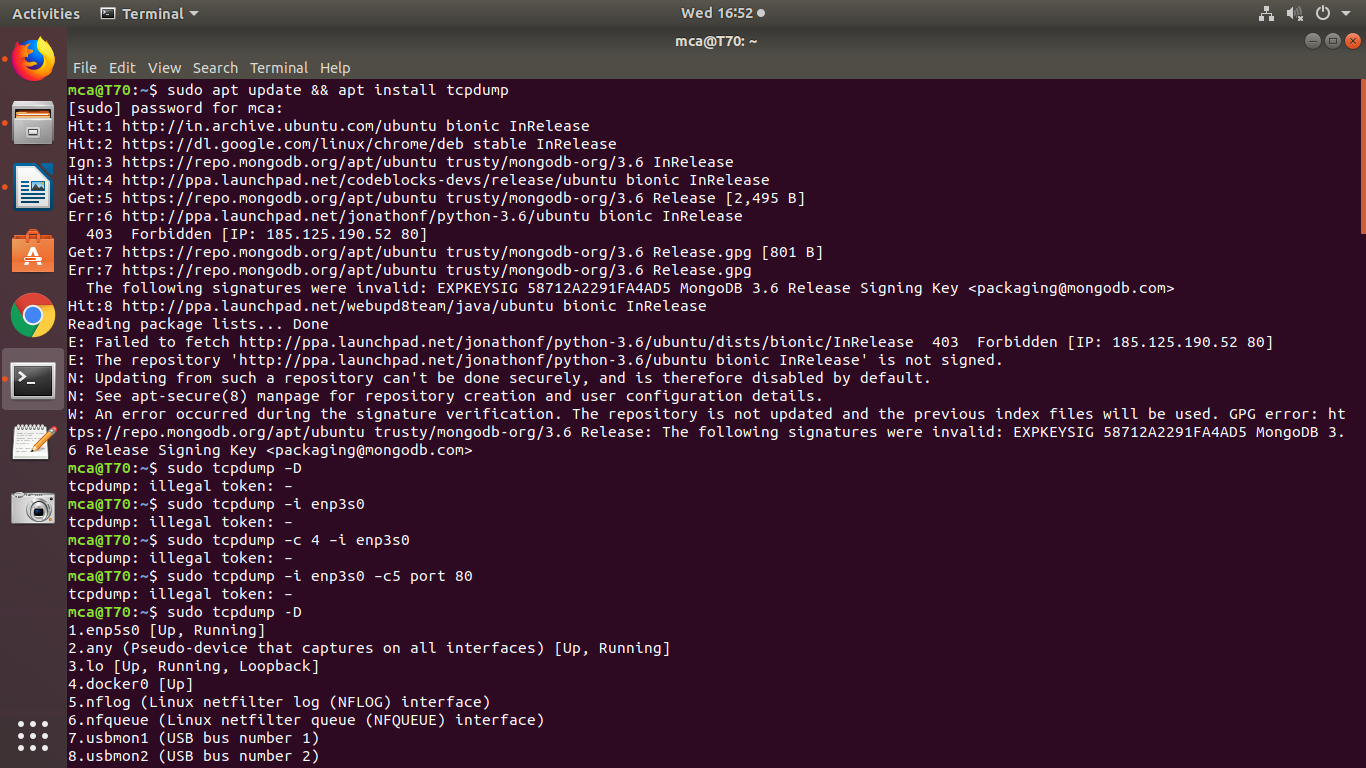 Activities
Terminal
Wed 16:52
mca@T70: ~
File Edit View Search Terminal Help
mca@T70:~$ sudo apt update && apt install tcpdump
[sudo] password for mca:
Hit:1 http://in.archive.ubuntu.com/ubuntu bionic InRelease
Hit:2 https://dl.google.com/linux/chrome/deb stable InRelease
Ign:3 https://repo.mongodb.org/apt/ubuntu trusty/mongodb-org/3.6 InRelease
Hit:4 http://ppa.launchpad.net/codeblocks-devs/release/ubuntu bionic InRelease
Get:5 https://repo.mongodb.org/apt/ubuntu trusty/mongodb-org/3.6 Release [2,495 B]
Err:6 http://ppa.launchpad.net/jonathonf/python-3.6/ubuntu bionic InRelease
  403  Forbidden [IP: 185.125.190.52 80]
Get:7 https://repo.mongodb.org/apt/ubuntu trusty/mongodb-org/3.6 Release.gpg [801 B]
Err:7 https://repo.mongodb.org/apt/ubuntu trusty/mongodb-org/3.6 Release.gpg
  The following signatures were invalid: EXPKEYSIG 58712A2291FA4AD5 MongoDB 3.6 Release Signing Key <packaging@mongodb.com>
Hit:8 http://ppa.launchpad.net/webupd8team/java/ubuntu bionic InRelease
Reading package lists... Done
E: Failed to fetch http://ppa.launchpad.net/jonathonf/python-3.6/ubuntu/dists/bionic/InRelease  403  Forbidden [IP: 185.125.190.52 80]
E: The repository 'http://ppa.launchpad.net/jonathonf/python-3.6/ubuntu bionic InRelease' is not signed.
N: Updating from such a repository can't be done securely, and is therefore disabled by default.
N: See apt-secure(8) manpage for repository creation and user configuration details.
W: An error occurred during the signature verification. The repository is not updated and the previous index files will be used. GPG error: ht
tps://repo.mongodb.org/apt/ubuntu trusty/mongodb-org/3.6 Release: The following signatures were invalid: EXPKEYSIG 58712A2291FA4AD5 MongoDB 3.
6 Release Signing Key <packaging@mongodb.com>
mca@T70:~$ sudo tcpdump –D
tcpdump: illegal token: –
mca@T70:~$ sudo tcpdump –i enp3s0
tcpdump: illegal token: –
mca@T70:~$ sudo tcpdump –c 4 –i enp3s0
tcpdump: illegal token: –
mca@T70:~$ sudo tcpdump –i enp3s0 –c5 port 80
tcpdump: illegal token: –
mca@T70:~$ sudo tcpdump -D
1.enp5s0 [Up, Running]
2.any (Pseudo-device that captures on all interfaces) [Up, Running]
3.lo [Up, Running, Loopback]
4.docker0 [Up]
5.nflog (Linux netfilter log (NFLOG) interface)
6.nfqueue (Linux netfilter queue (NFQUEUE) interface)
7.usbmon1 (USB bus number 1)
8.usbmon2 (USB bus number 2)